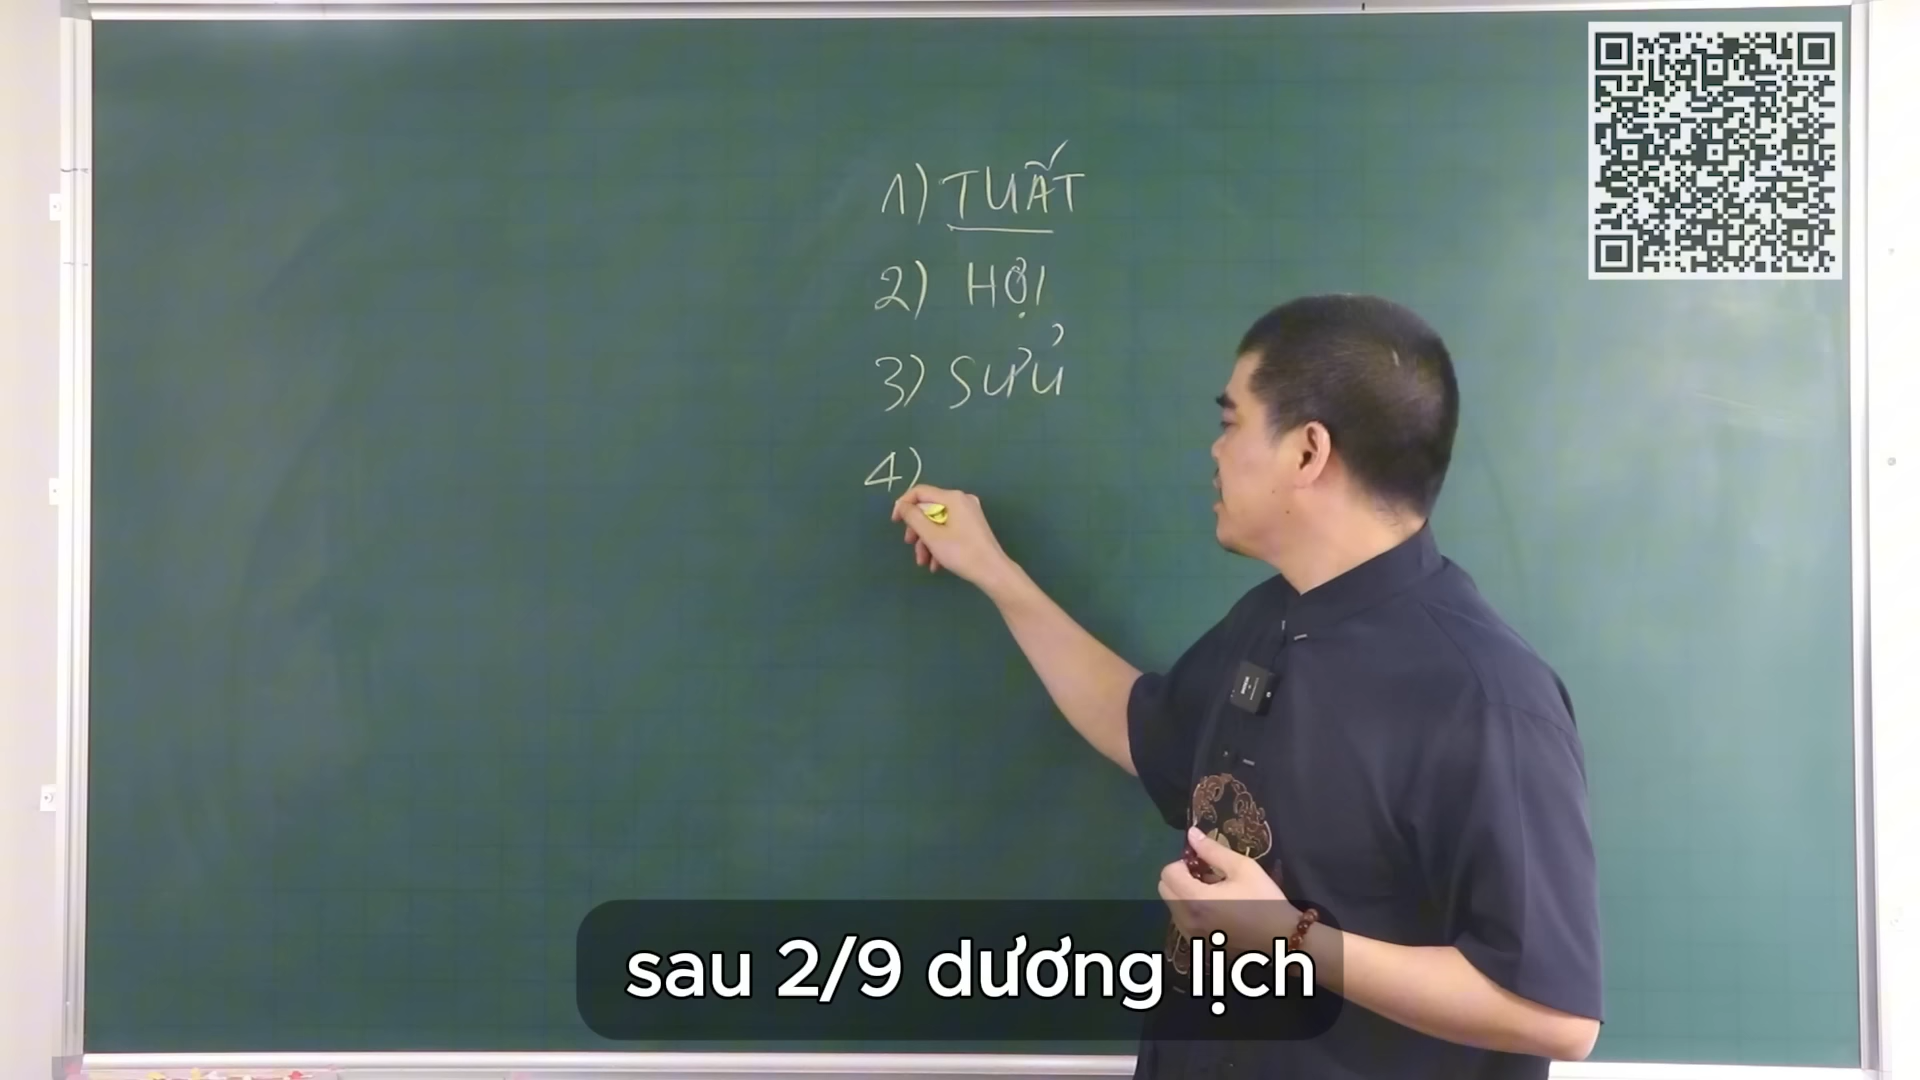 1) TUẤT
2) HỢI
3) SỬU
4)
sau 2/9 dương lịch